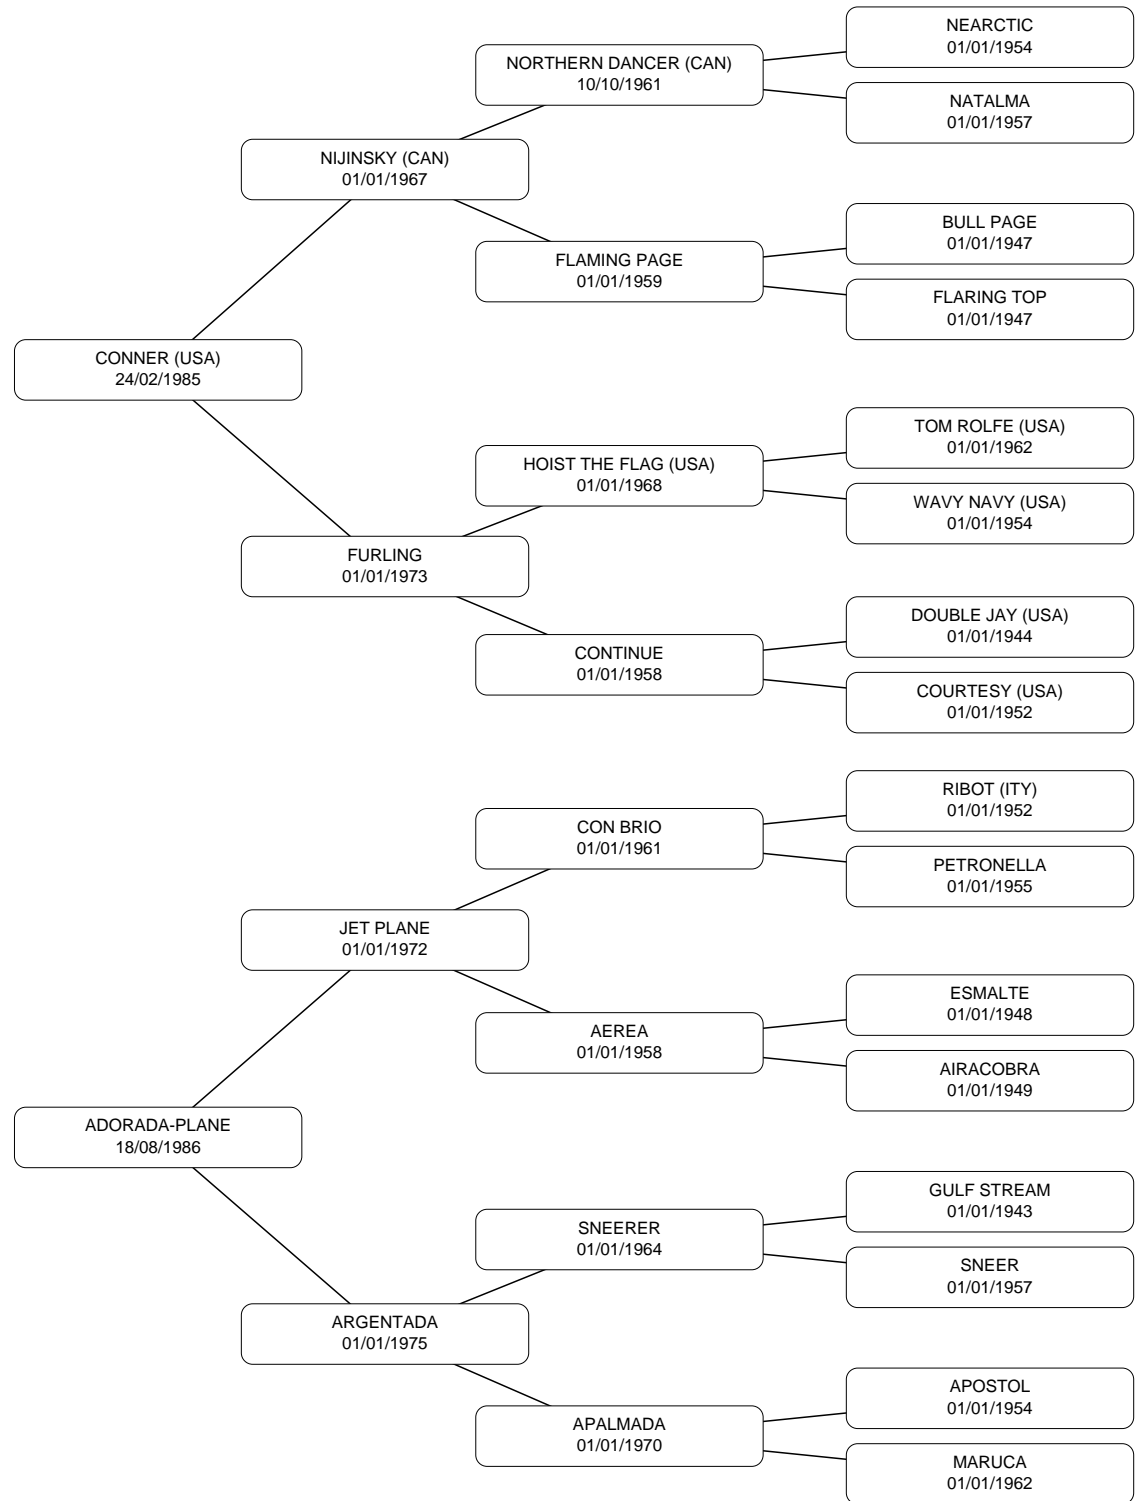 NEARCTIC
01/01/1954
NORTHERN DANCER (CAN)
10/10/1961
NATALMA
01/01/1957
NIJINSKY (CAN)
01/01/1967
BULL PAGE
01/01/1947
FLAMING PAGE
01/01/1959
FLARING TOP
01/01/1947
CONNER (USA)
24/02/1985
TOM ROLFE (USA)
01/01/1962
HOIST THE FLAG (USA)
01/01/1968
WAVY NAVY (USA)
01/01/1954
FURLING
01/01/1973
DOUBLE JAY (USA)
01/01/1944
CONTINUE
01/01/1958
COURTESY (USA)
01/01/1952
RIBOT (ITY)
01/01/1952
CON BRIO
01/01/1961
PETRONELLA
01/01/1955
JET PLANE
01/01/1972
ESMALTE
01/01/1948
AEREA
01/01/1958
AIRACOBRA
01/01/1949
ADORADA-PLANE
18/08/1986
GULF STREAM
01/01/1943
SNEERER
01/01/1964
SNEER
01/01/1957
ARGENTADA
01/01/1975
APOSTOL
01/01/1954
APALMADA
01/01/1970
MARUCA
01/01/1962